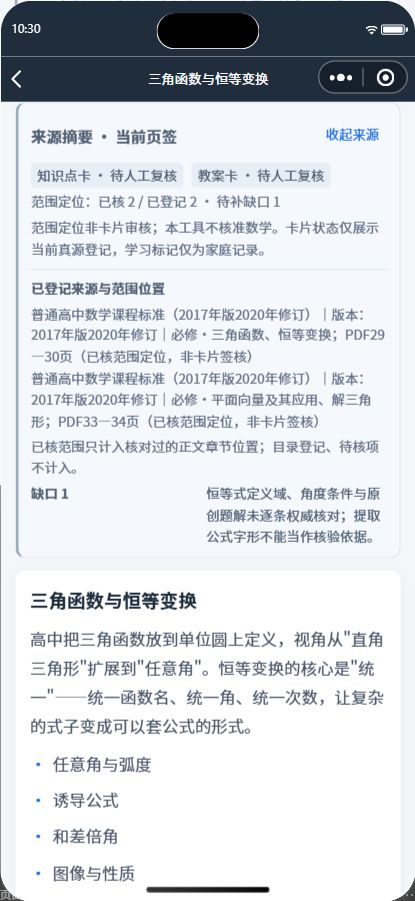 10:30
三角函数与恒等变换
来源摘要 · 当前页签
收起来源
知识点卡 · 待人工复核
教案卡 · 待人工复核
范围定位：已核 2 / 已登记 2 · 待补缺口 1
范围定位非卡片审核；本工具不核准数学。卡片状态仅展示
当前真源登记，学习标记仅为家庭记录。
已登记来源与范围位置
普通高中数学课程标准（2017年版2020年修订）｜版本：
2017年版2020年修订｜必修·三角函数、恒等变换；PDF29
—30页（已核范围定位，非卡片签核）
普通高中数学课程标准（2017年版2020年修订）｜版本：
2017年版2020年修订｜必修·平面向量及其应用、解三角
形；PDF33—34页（已核范围定位，非卡片签核）
已核范围只计入核对过的正文章节位置；目录登记、待核项
不计入。
缺口 1
恒等式定义域、角度条件与原
创题解未逐条权威核对；提取
公式字形不能当作核验依据。
三角函数与恒等变换
高中把三角函数放到单位圆上定义，视角从"直角
三角形"扩展到"任意角"。恒等变换的核心是"统
一"——统一函数名、统一角、统一次数，让复杂
的式子变成可以套公式的形式。
· 任意角与弧度
· 诱导公式
· 和差倍角
· 图像与性质